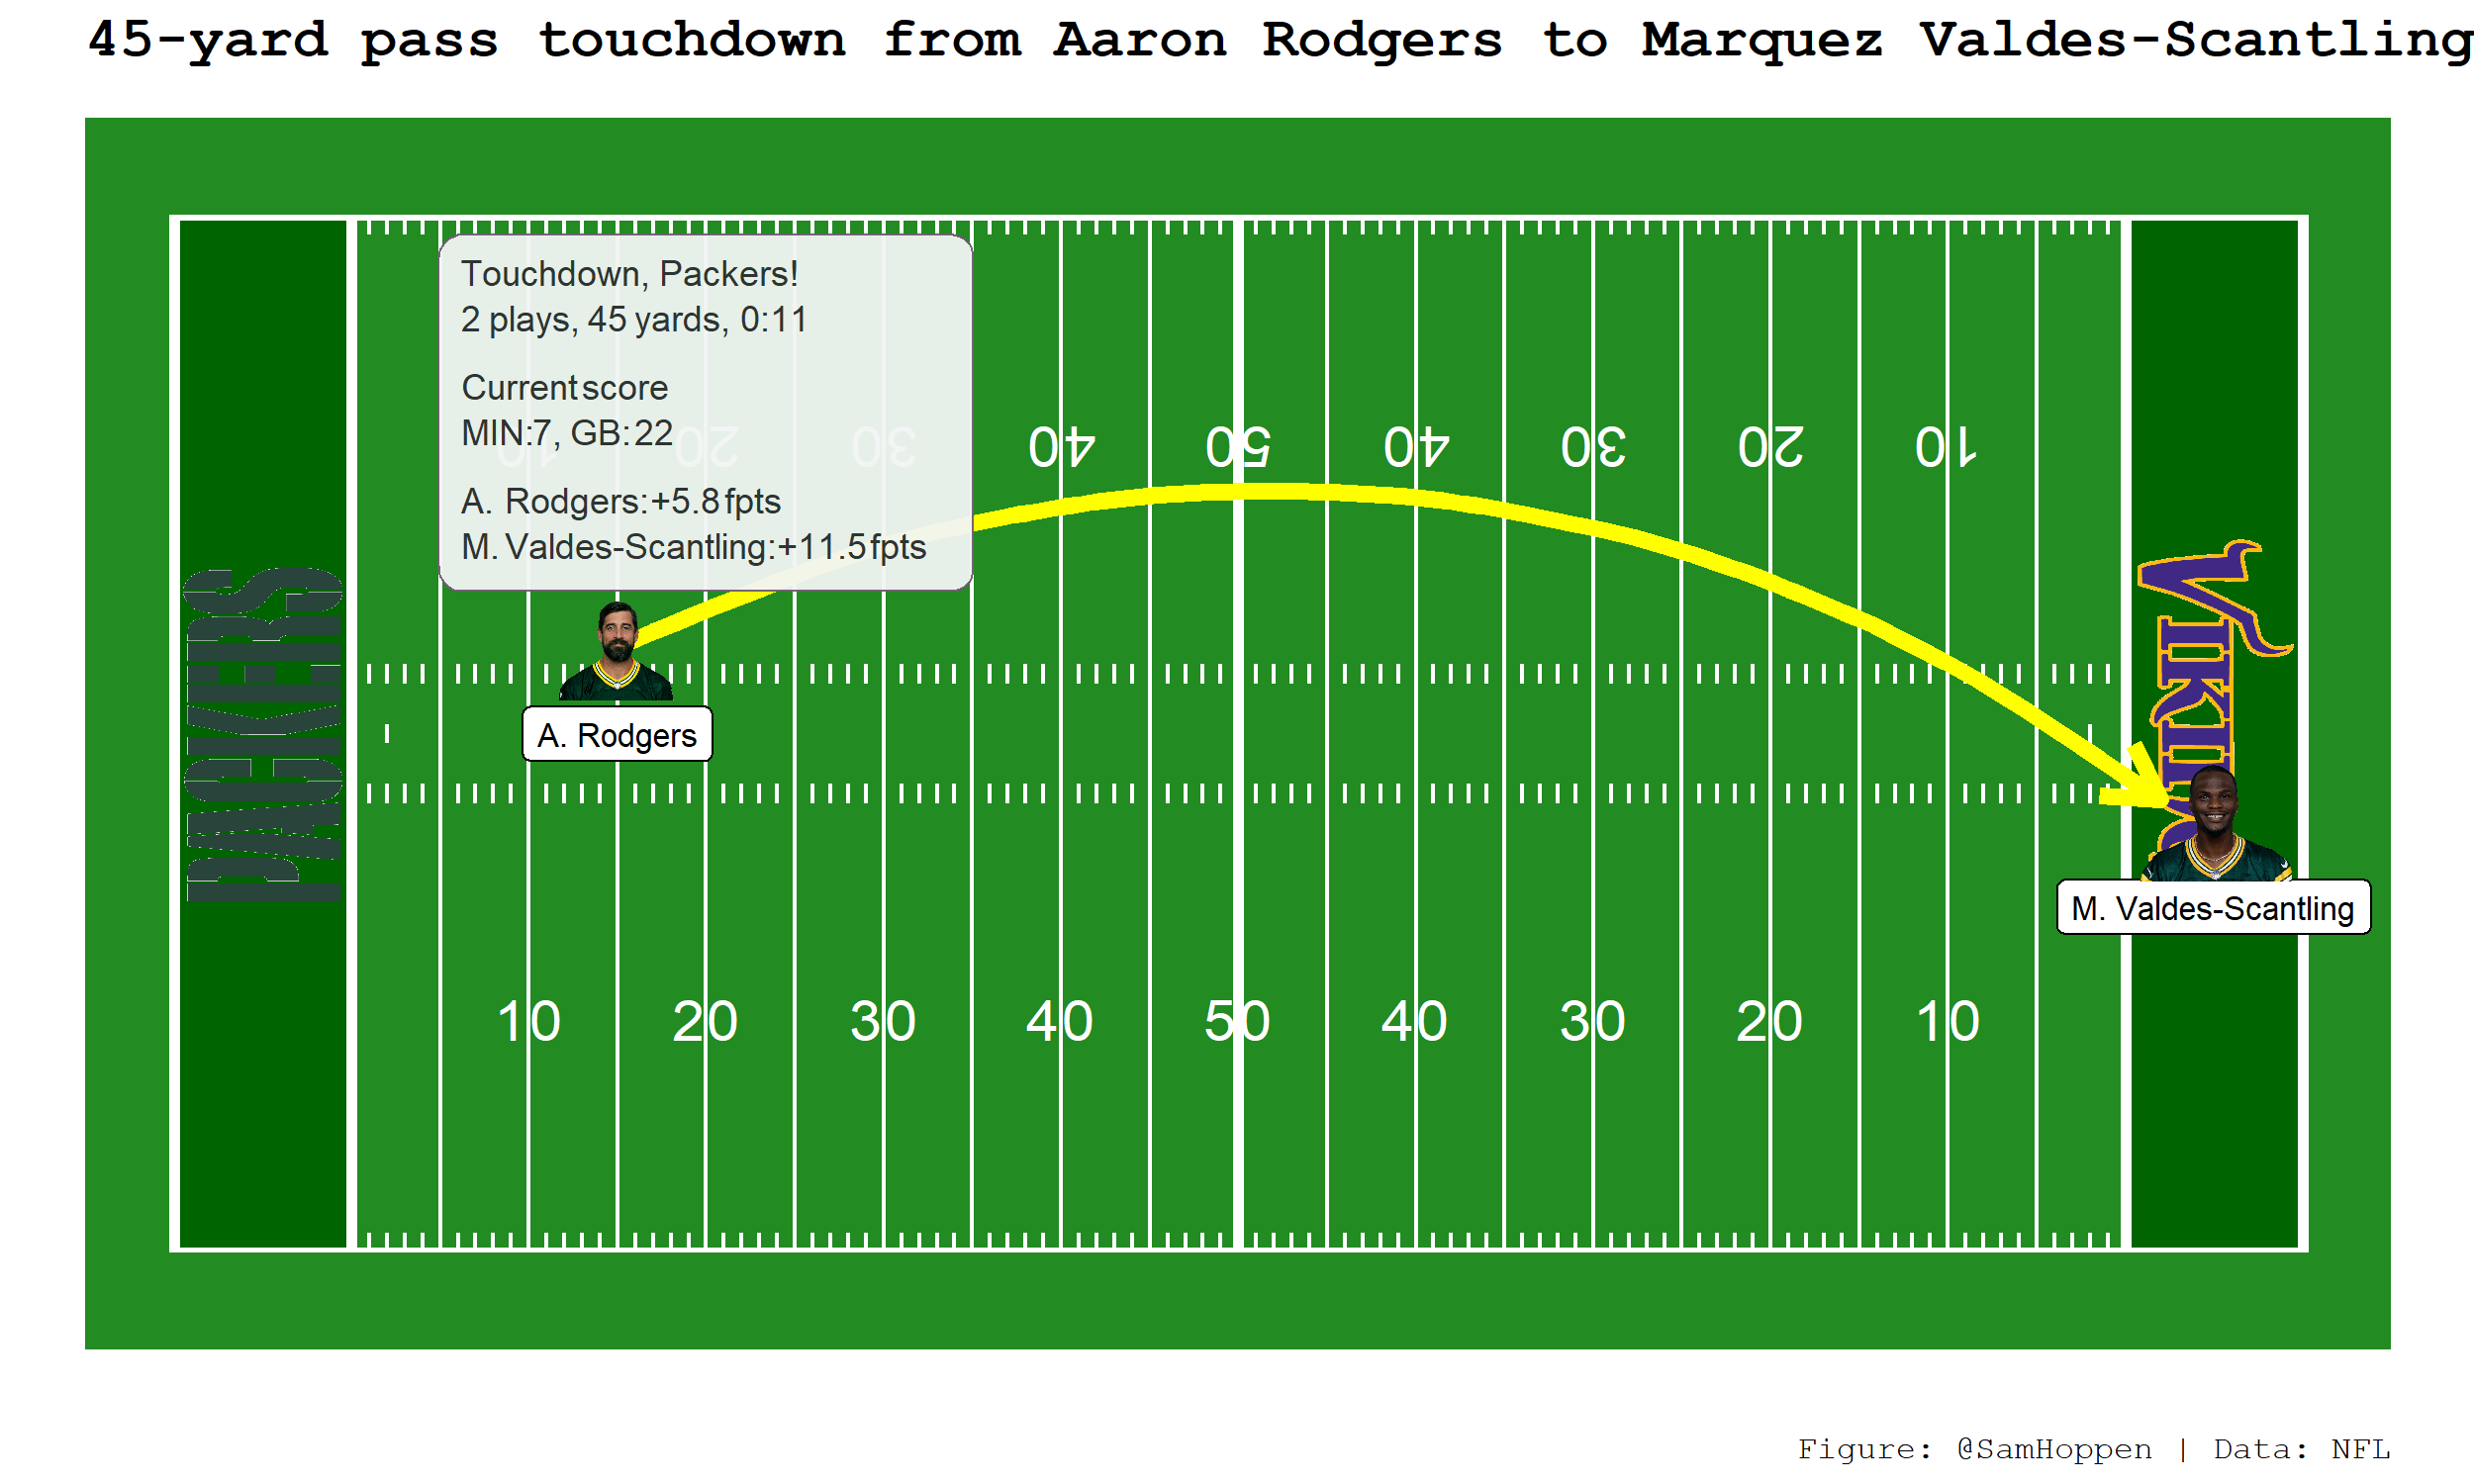 45-yard pass touchdown from Aaron Rodgers to Marquez Valdes-Scantling
Touchdown, Packers!
2 plays, 45 yards, 0:11
Current score
MIN:7, GB:22
A. Rodgers:+5.8 fpts
M. Valdes-Scantling:+11.5 fpts
10 20 30 40 50 40 30 20 10
PACKERS
VIKINGS
A. Rodgers
M. Valdes-Scantling
10 20 30 40 50 40 30 20 10
Figure: @SamHoppen | Data: NFL